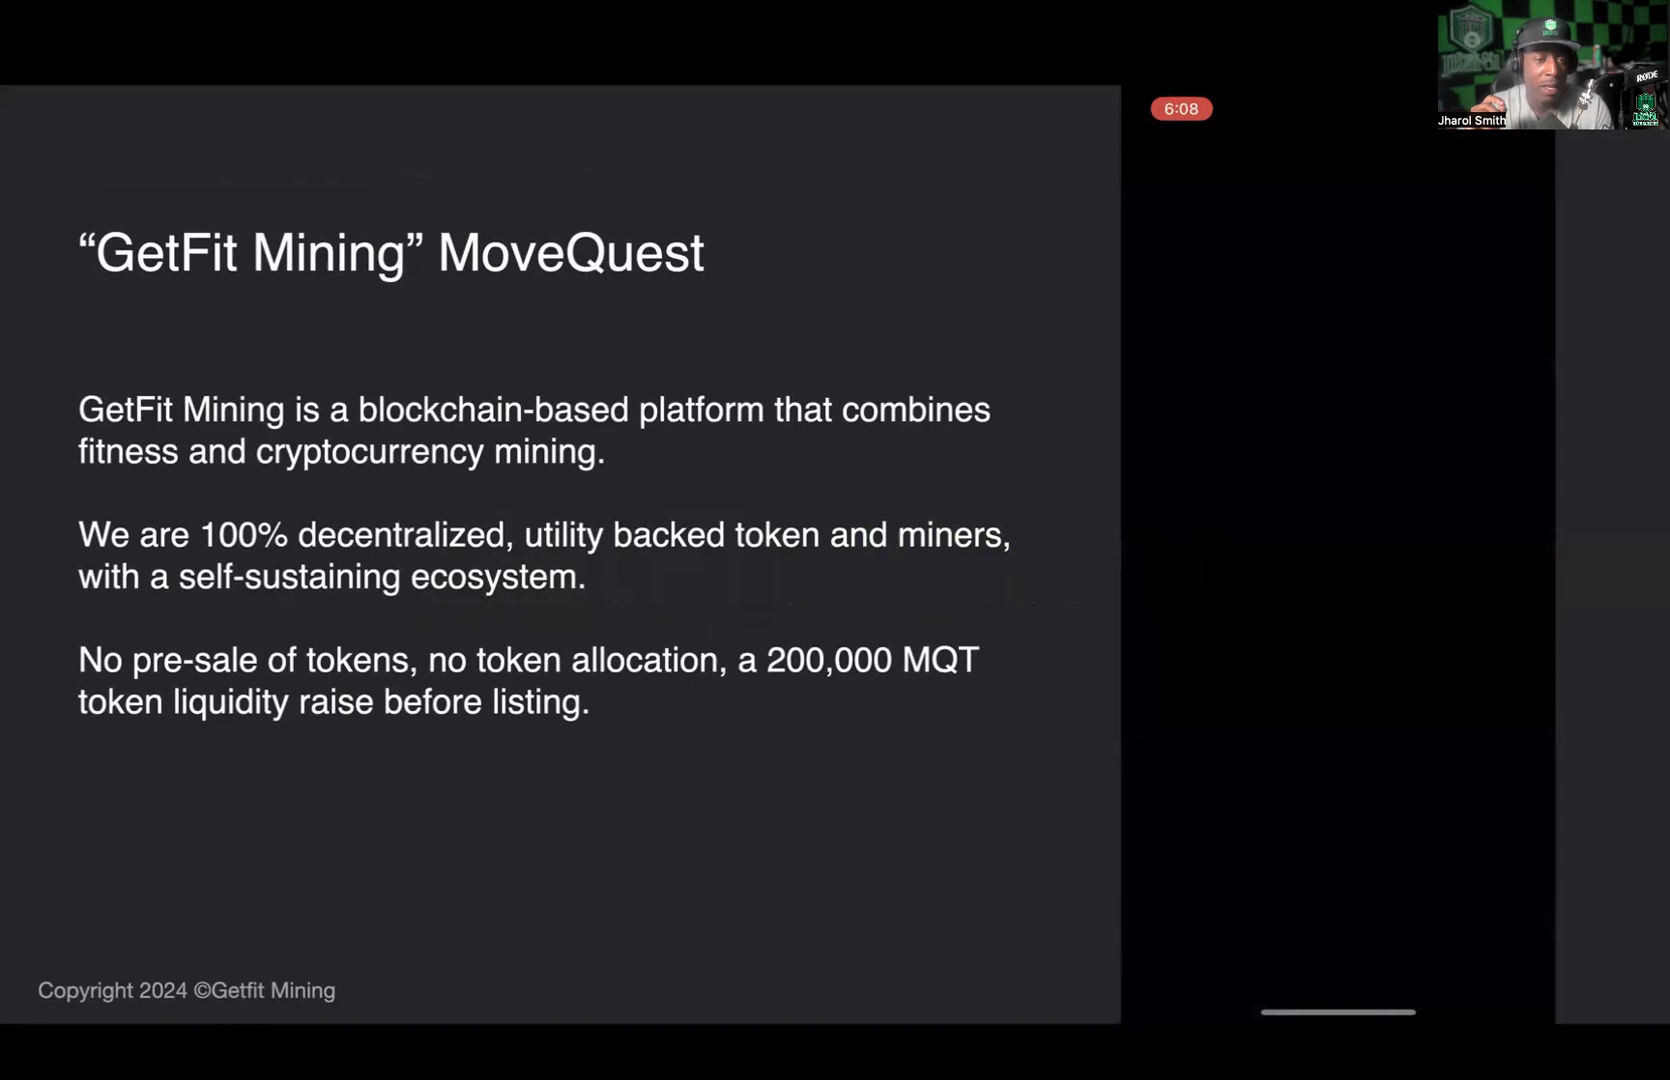 6:08
RØDE
Jharol Smith
“GetFit Mining” MoveQuest
GetFit Mining is a blockchain-based platform that combines
fitness and cryptocurrency mining.
We are 100% decentralized, utility backed token and miners,
with a self-sustaining ecosystem.
No pre-sale of tokens, no token allocation, a 200,000 MQT
token liquidity raise before listing.
Copyright 2024 ©Getfit Mining